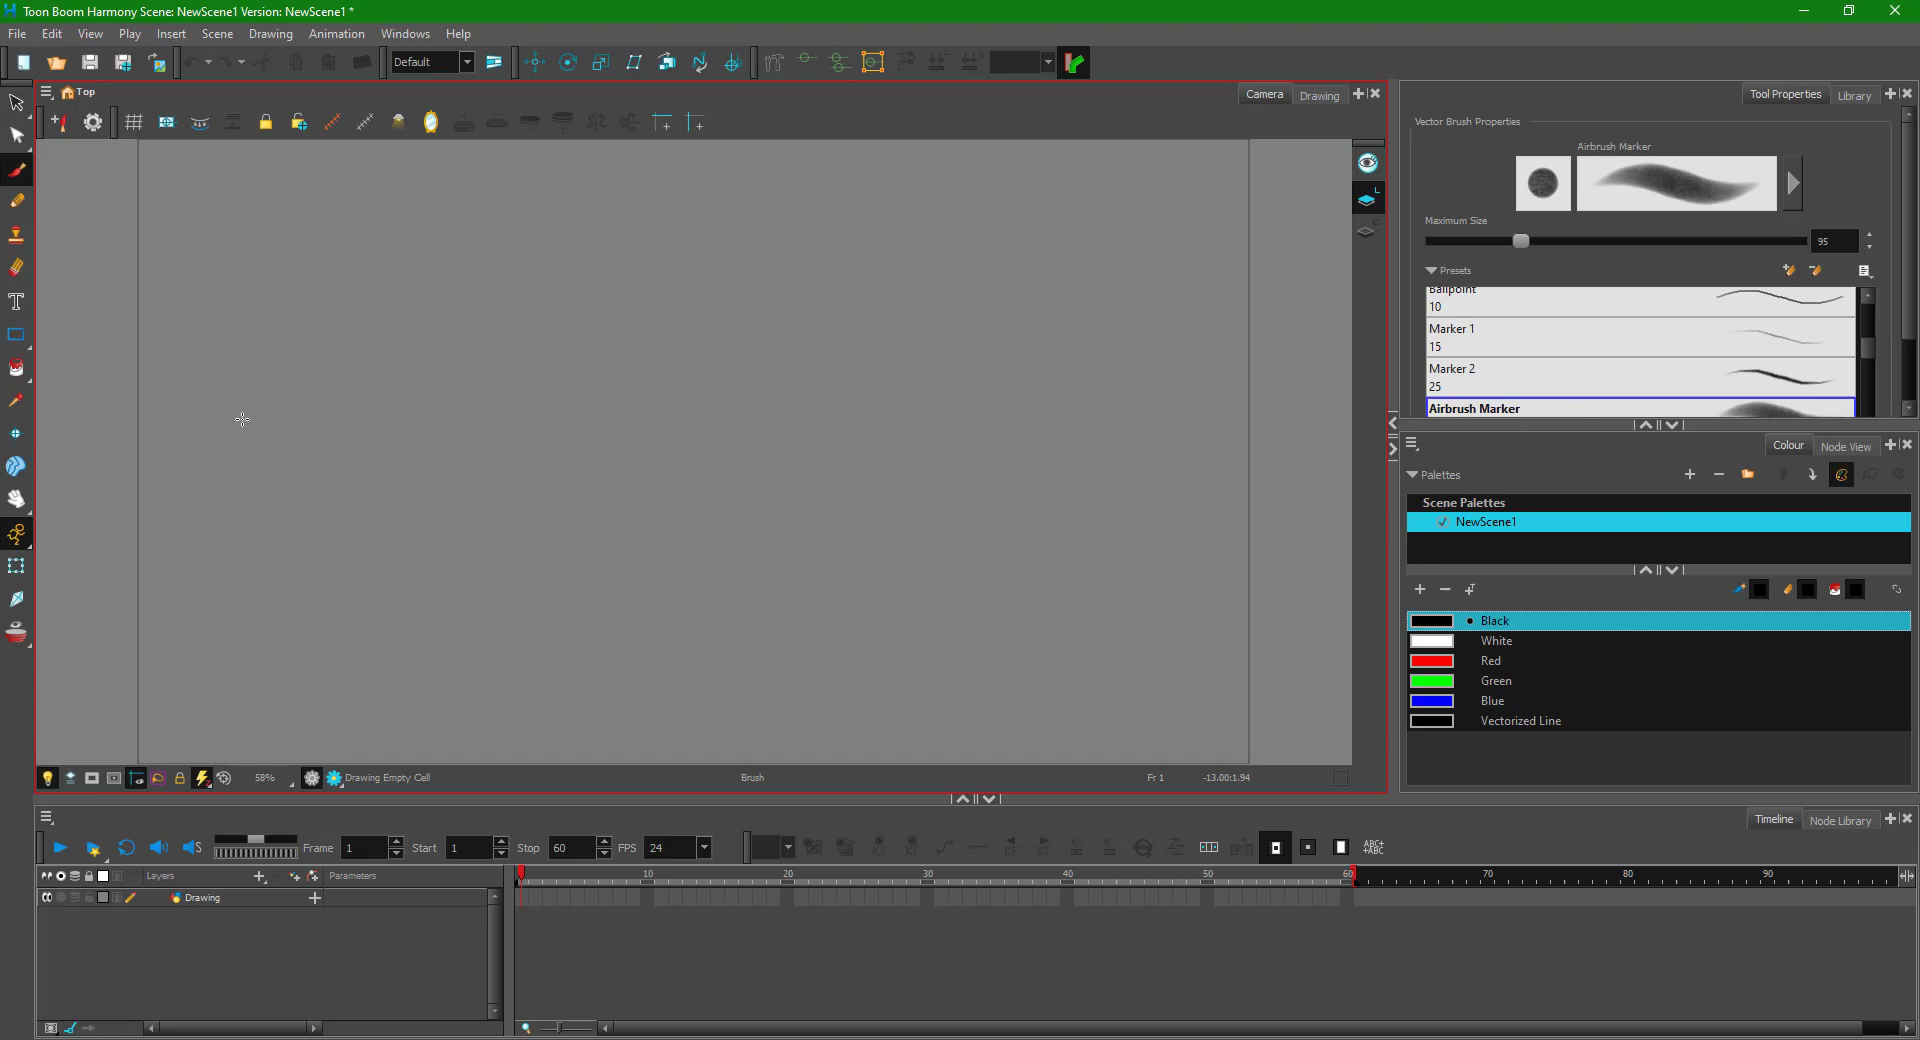 Toon Boom Harmony Scene: NewScene1 Version: NewScene1 *
File Edit View Play Insert Scene Drawing Animation Windows Help
Default
Top
Camera Drawing
Tool Properties Library
Vector Brush Properties
Airbrush Marker
Maximum Size
95
Presets
Ballpoint
10
Marker 1
15
Marker 2
25
Airbrush Marker
Colour Node View
Palettes
Scene Palettes
NewScene1
Black
White
Red
Green
Blue
Vectorized Line
58% Drawing Empty Cell Brush Fr 1 -13.00:1.94
Timeline Node Library
Frame 1 Start 1 Stop 60 FPS 24
Layers Parameters
10 20 30 40 50 60 70 80 90
Drawing